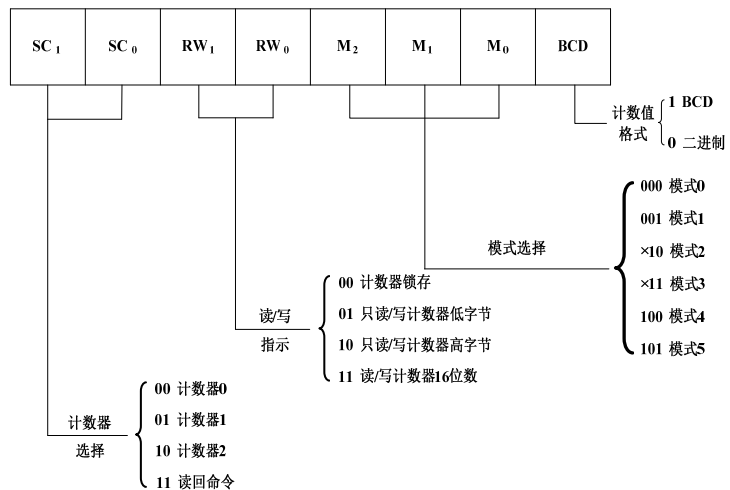 SC₁ SC₀ RW₁ RW₀ M₂ M₁ M₀ BCD
计数值
格式
1 BCD
0 二进制
模式选择
000 模式0
001 模式1
×10 模式2
×11 模式3
100 模式4
101 模式5
读/写
指示
00 计数器锁存
01 只读/写计数器低字节
10 只读/写计数器高字节
11 读/写计数器16位数
计数器
选择
00 计数器0
01 计数器1
10 计数器2
11 读回命令